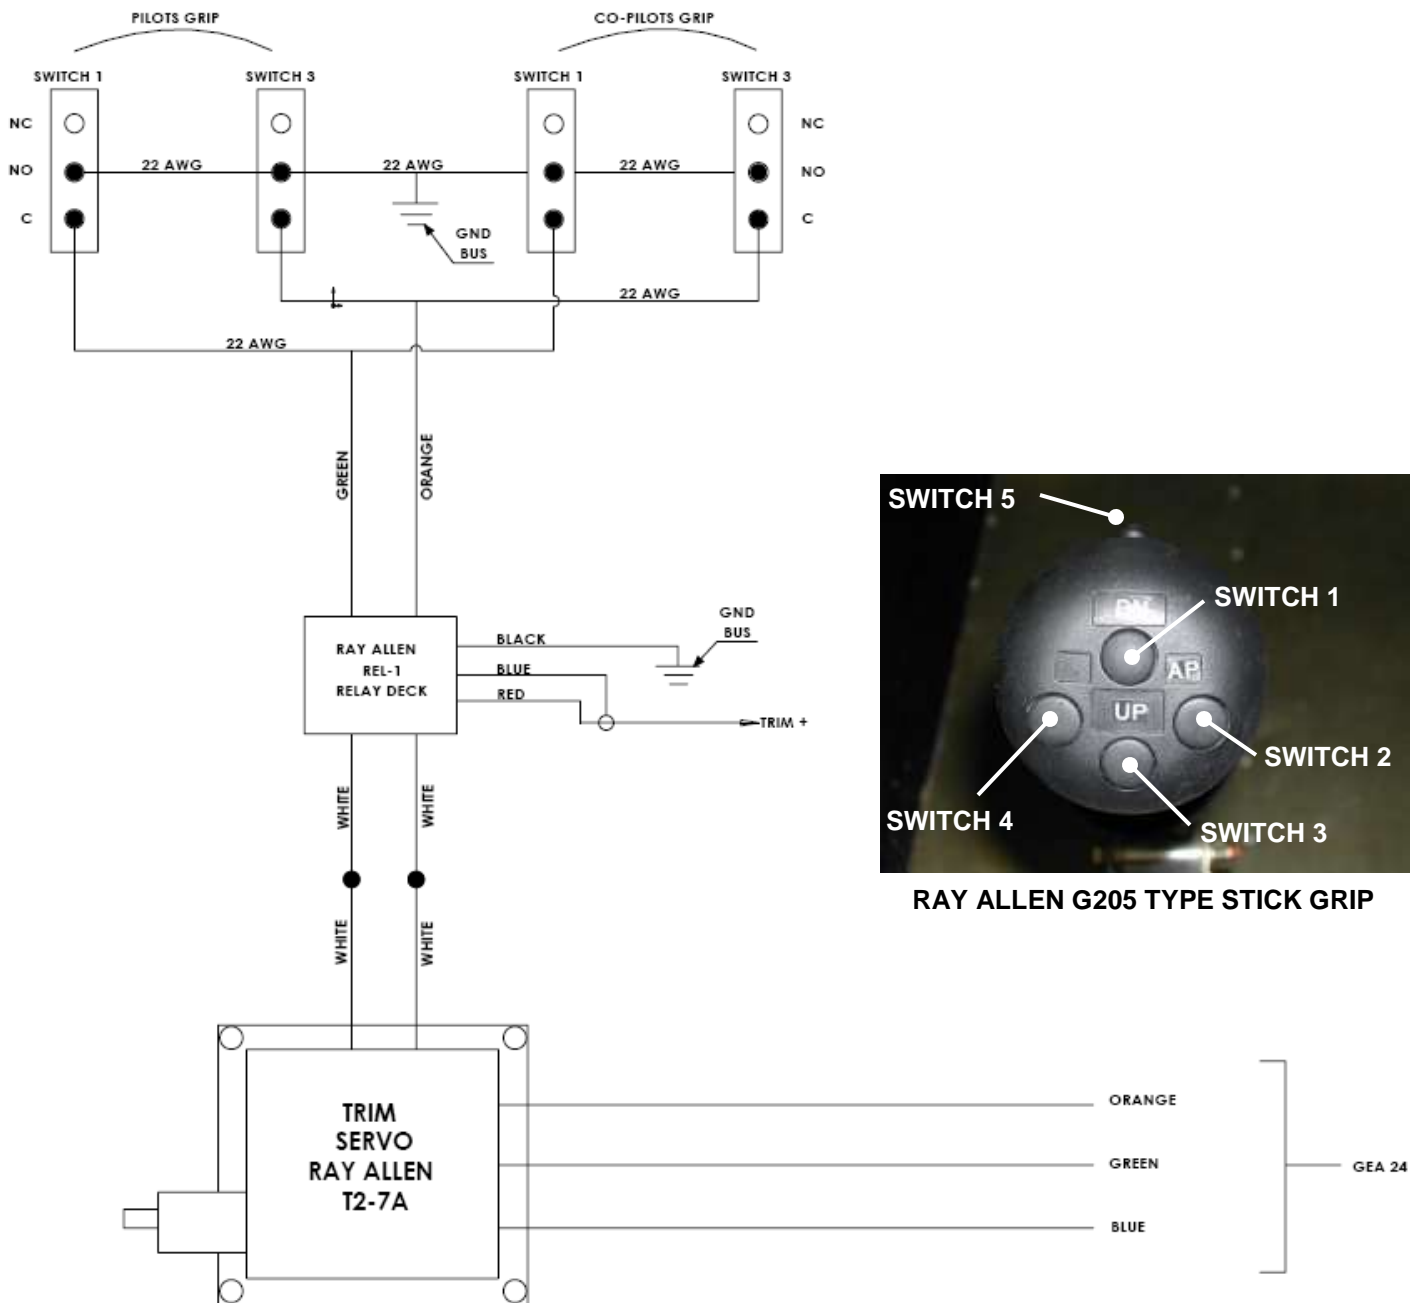 PILOTS GRIP
CO-PILOTS GRIP
SWITCH 1
SWITCH 3
SWITCH 1
SWITCH 3
NC
NC
NO
22 AWG
22 AWG
22 AWG
NO
C
C
GND
BUS
22 AWG
22 AWG
GREEN
ORANGE
RAY ALLEN
REL-1
RELAY DECK
BLACK
BLUE
RED
GND
BUS
TRIM +
WHITE
WHITE
WHITE
WHITE
SWITCH 5
SWITCH 1
AP
UP
SWITCH 2
SWITCH 4
SWITCH 3
RAY ALLEN G205 TYPE STICK GRIP
TRIM
SERVO
RAY ALLEN
T2-7A
ORANGE
GREEN
BLUE
GEA 24